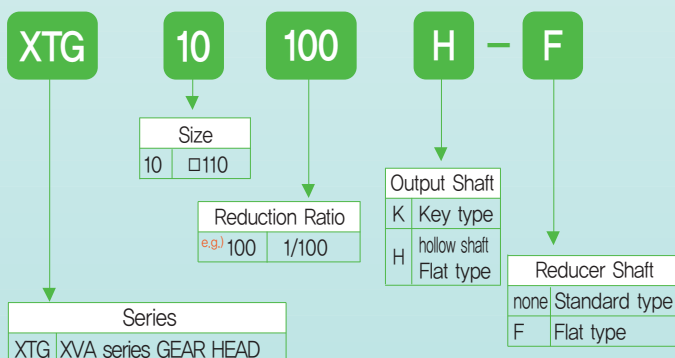 XTG 10 100 H - F
Size
10 □110
Reduction Ratio
e,g,) 100 1/100
Output Shaft
K Key type
H hollow shaft
Flat type
Reducer Shaft
none Standard type
F Flat type
Series
XTG XVA series GEAR HEAD